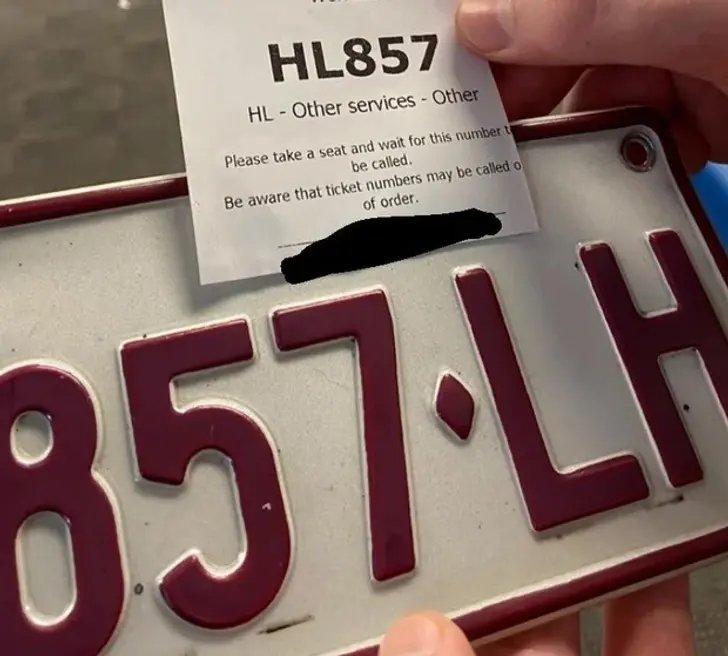 HL857
HL - Other services - Other
Please take a seat and wait for this number t
be called.
Be aware that ticket numbers may be called o
of order.
857♦LH